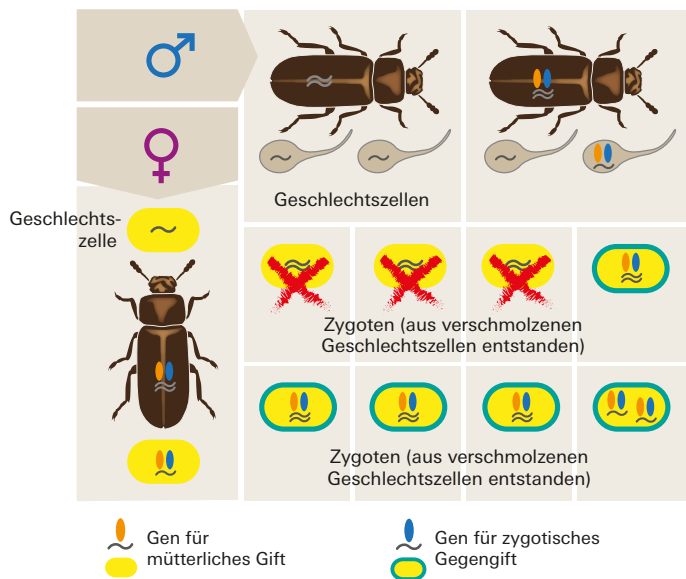 Geschlechtszellen
Geschlechts-
zelle
Zygoten (aus verschmolzenen
Geschlechtszellen entstanden)
Zygoten (aus verschmolzenen
Geschlechtszellen entstanden)
Gen für
mütterliches Gift
Gen für zygotisches
Gegengift